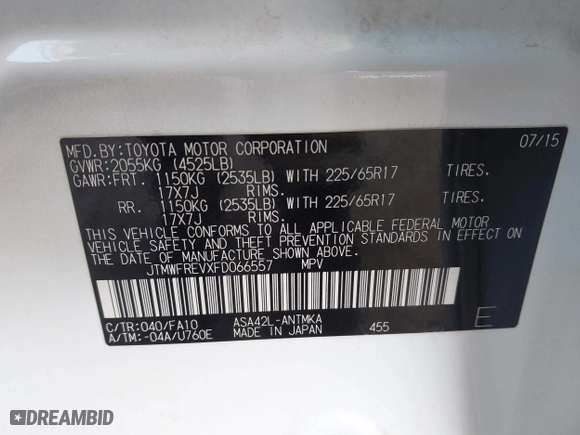 MFD.BY:TOYOTA MOTOR CORPORATION 07/15
GVWR:2055KG (4525LB)
GAWR:FRT. 1150KG (2535LB) WITH 225/65R17 TIRES.
17X7J RIMS.
RR. 1150KG (2535LB) WITH 225/65R17 TIRES.
17X7J RIMS.
THIS VEHICLE CONFORMS TO ALL APPLICABLE FEDERAL MOTOR
VEHICLE SAFETY AND THEFT PREVENTION STANDARDS IN EFFECT ON
THE DATE OF MANUFACTURE SHOWN ABOVE.
JTMWFREVXFD066557 MPV
C/TR:040/FA10 ASA42L-ANTMKA
A/TM:-04A/U760E MADE IN JAPAN 455 E
DREAMBID